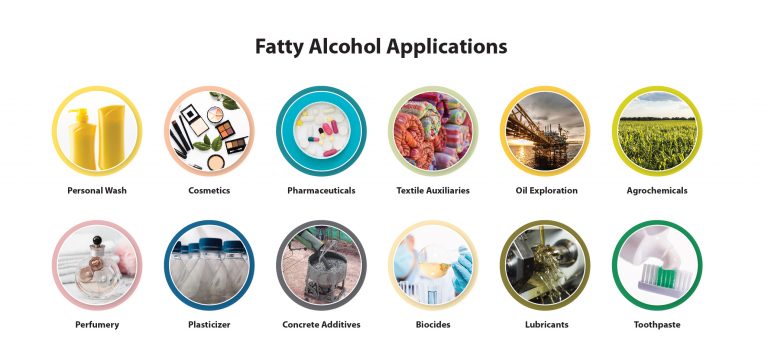 Fatty Alcohol Applications
Personal Wash
Cosmetics
Pharmaceuticals
Textile Auxiliaries
Oil Exploration
Agrochemicals
Perfumery
Plasticizer
Concrete Additives
Biocides
Lubricants
Toothpaste